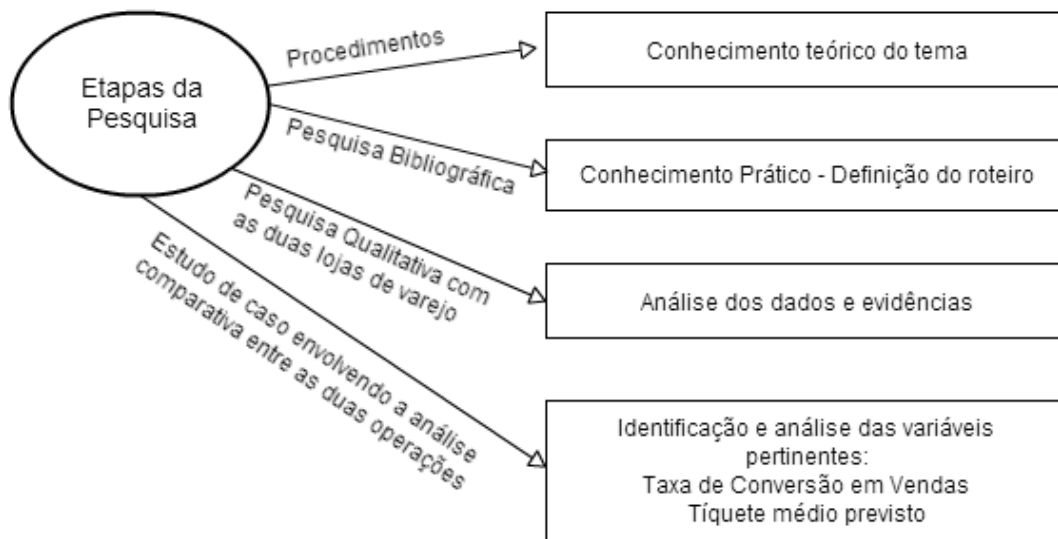 Etapas da
Pesquisa
Procedimentos
Conhecimento teórico do tema
Pesquisa Bibliográfica
Conhecimento Prático - Definição do roteiro
Pesquisa Qualitativa com
as duas lojas de varejo
Análise dos dados e evidências
Estudo de caso envolvendo a análise
comparativa entre as duas operações
Identificação e análise das variáveis
pertinentes:
Taxa de Conversão em Vendas
Tíquete médio previsto